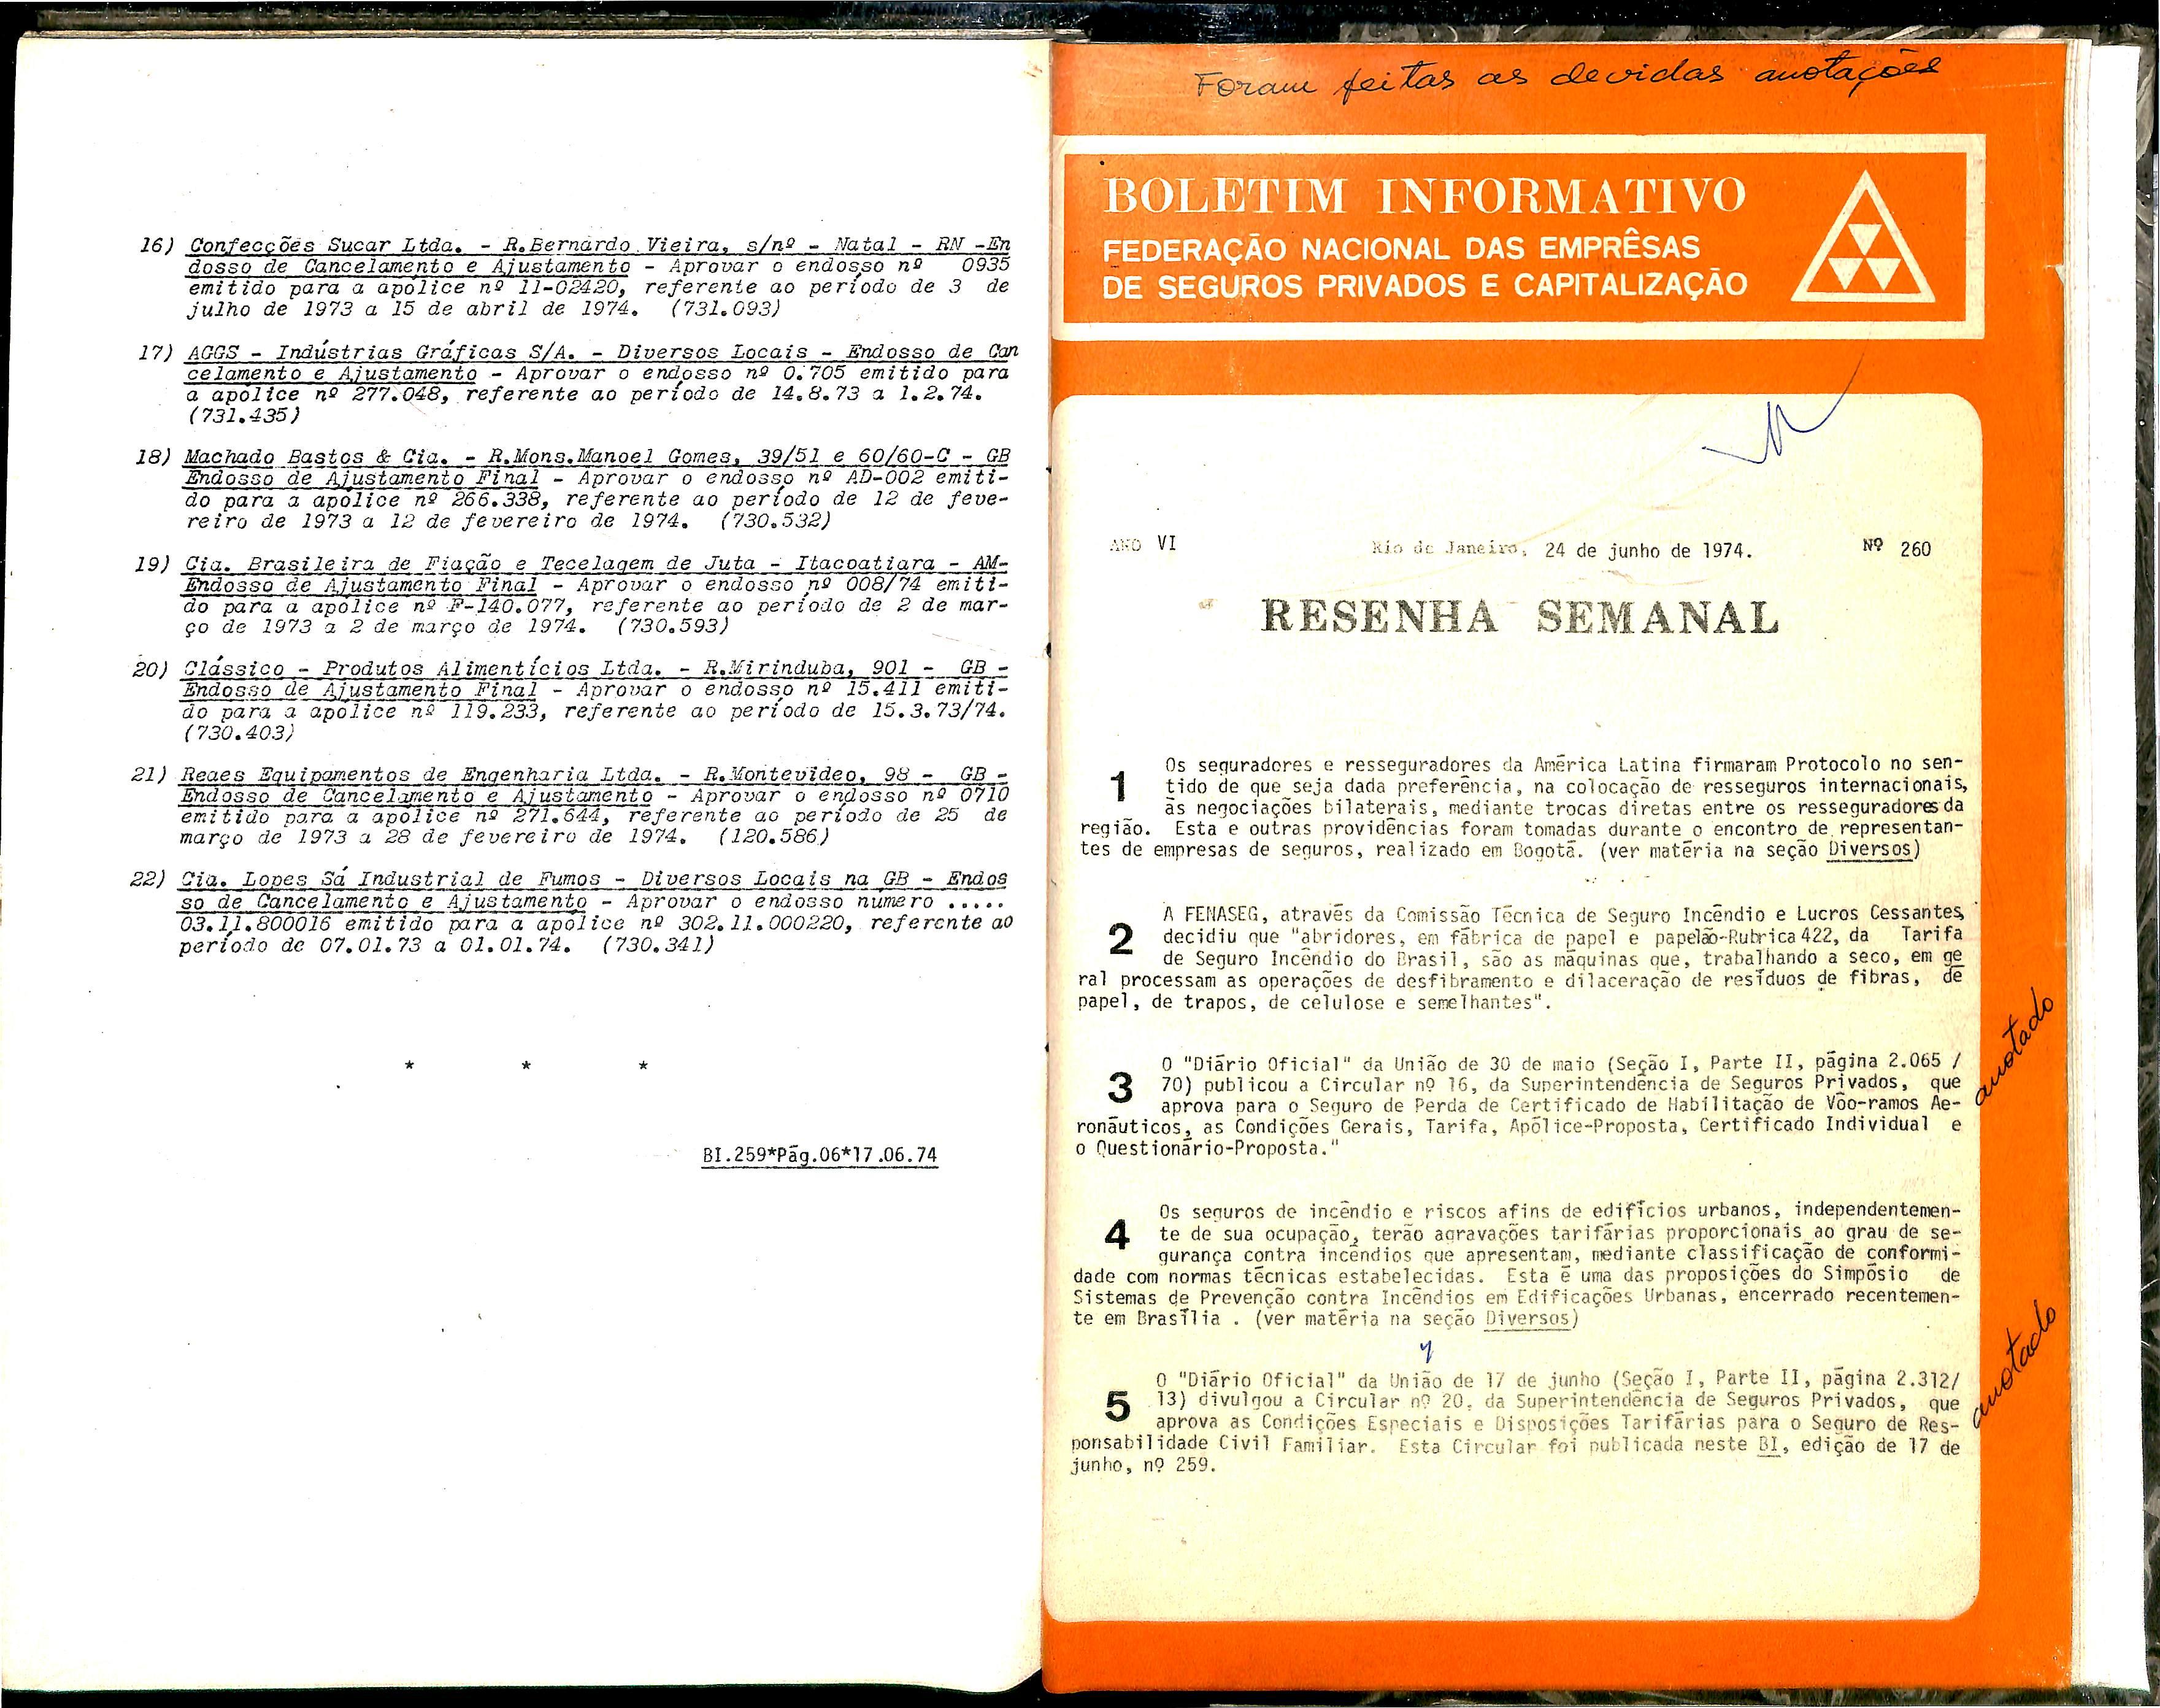 16) Confecções Sucar Ltda. - R.Bernardo Vieira, s/nº - Natal - RN -En
dosso de Cancelamento e Ajustamento - Aprovar o endosso nº 0935
emitido para a apólice nº 11-02420, referente ao período de 3 de
julho de 1973 a 15 de abril de 1974. (731.093)
17) AGGS - Indústrias Gráficas S/A. - Diversos Locais - Endosso de Can
celamento e Ajustamento - Aprovar o endosso nº 0.705 emitido para
a apólice nº 277.048, referente ao período de 14.8.73 a 1.2.74.
(731.435)
18) Machado Bastos & Cia. - R.Mons.Manoel Gomes, 39/51 e 60/60-C - GB
Endosso de Ajustamento Final - Aprovar o endosso nº AD-002 emiti-
do para a apólice nº 266.338, referente ao período de 12 de feve-
reiro de 1973 a 12 de fevereiro de 1974. (730.532)
19) Cia. Brasileira de Fiação e Tecelagem de Juta - Itacoatiara - AM-
Endosso de Ajustamento Final - Aprovar o endosso nº 008/74 emiti-
do para a apólice nº F-140.077, referente ao período de 2 de mar-
ço de 1973 a 2 de março de 1974. (730.593)
20) Clássico - Produtos Alimentícios Ltda. - R.Mirinduba, 901 - GB -
Endosso de Ajustamento Final - Aprovar o endosso nº 15.411 emiti-
do para a apólice nº 119.233, referente ao período de 15.3.73/74.
(730.403)
21) Reaes Equipamentos de Engenharia Ltda. - R.Montevideo, 98 - GB -
Endosso de Cancelamento e Ajustamento - Aprovar o endosso nº 0710
emitido para a apólice nº 271.644, referente ao período de 25 de
março de 1973 a 28 de fevereiro de 1974. (120.586)
22) Cia. Lopes Sá Industrial de Fumos - Diversos Locais na GB - Endos
so de Cancelamento e Ajustamento - Aprovar o endosso número .....
03.11.800016 emitido para a apólice nº 302.11.000220, referente ao
período de 07.01.73 a 01.01.74. (730.341)
* * *
BI.259*Pág.06*17.06.74
Foram feitas as devidas anotações
BOLETIM INFORMATIVO
FEDERAÇÃO NACIONAL DAS EMPRÊSAS
DE SEGUROS PRIVADOS E CAPITALIZAÇÃO
ANO VI Rio de Janeiro, 24 de junho de 1974. Nº 260
RESENHA SEMANAL
1 Os seguradores e resseguradores da América Latina firmaram Protocolo no sen-
tido de que seja dada preferência, na colocação de resseguros internacionais,
às negociações bilaterais, mediante trocas diretas entre os resseguradores da
região. Esta e outras providências foram tomadas durante o encontro de representan-
tes de empresas de seguros, realizado em Bogotá. (ver matéria na seção Diversos)
2 A FENASEG, através da Comissão Técnica de Seguro Incêndio e Lucros Cessantes,
decidiu que "abridores, em fábrica de papel e papelão-Rubrica 422, da Tarifa
de Seguro Incêndio do Brasil, são as máquinas que, trabalhando a seco, em ge
ral processam as operações de desfibramento e dilaceração de resíduos de fibras, de
papel, de trapos, de celulose e semelhantes".
3 O "Diário Oficial" da União de 30 de maio (Seção I, Parte II, página 2.065 /
70) publicou a Circular nº 16, da Superintendência de Seguros Privados, que
aprova para o Seguro de Perda de Certificado de Habilitação de Vôo-ramos Ae-
ronáuticos, as Condições Gerais, Tarifa, Apólice-Proposta, Certificado Individual e
o Questionário-Proposta."
anotado
4 Os seguros de incêndio e riscos afins de edifícios urbanos, independentemen-
te de sua ocupação, terão agravações tarifárias proporcionais ao grau de se-
gurança contra incêndios que apresentam, mediante classificação de conformi-
dade com normas técnicas estabelecidas. Esta é uma das proposições do Simpósio de
Sistemas de Prevenção contra Incêndios em Edificações Urbanas, encerrado recentemen-
te em Brasília . (ver matéria na seção Diversos)
5 O "Diário Oficial" da União de 17 de junho (Seção I, Parte II, página 2.312/
13) divulgou a Circular nº 20, da Superintendência de Seguros Privados, que
aprova as Condições Especiais e Disposições Tarifárias para o Seguro de Res-
ponsabilidade Civil Familiar. Esta Circular foi publicada neste BI, edição de 17 de
junho, nº 259.
anotado